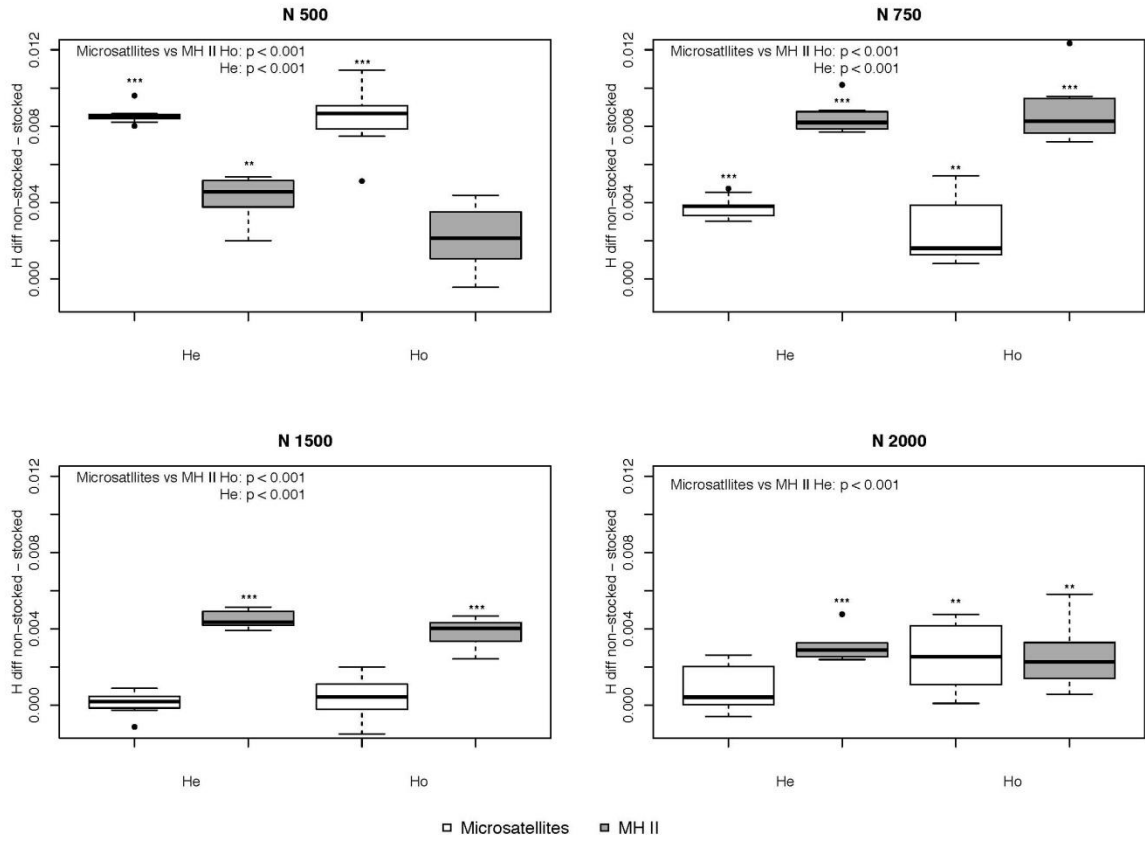 N 500
Microsatllites vs MH II Ho: p < 0.001
He: p < 0.001
H diff non-stocked – stocked
0.012
0.008
0.004
0.000
***
**
***
He
Ho
N 750
Microsatllites vs MH II Ho: p < 0.001
He: p < 0.001
H diff non-stocked – stocked
0.012
0.008
0.004
0.000
***
***
**
***
He
Ho
N 1500
Microsatllites vs MH II Ho: p < 0.001
He: p < 0.001
H diff non-stocked – stocked
0.012
0.008
0.004
0.000
***
***
He
Ho
N 2000
Microsatllites vs MH II He: p < 0.001
H diff non-stocked – stocked
0.012
0.008
0.004
0.000
***
**
**
He
Ho
Microsatellites MH II